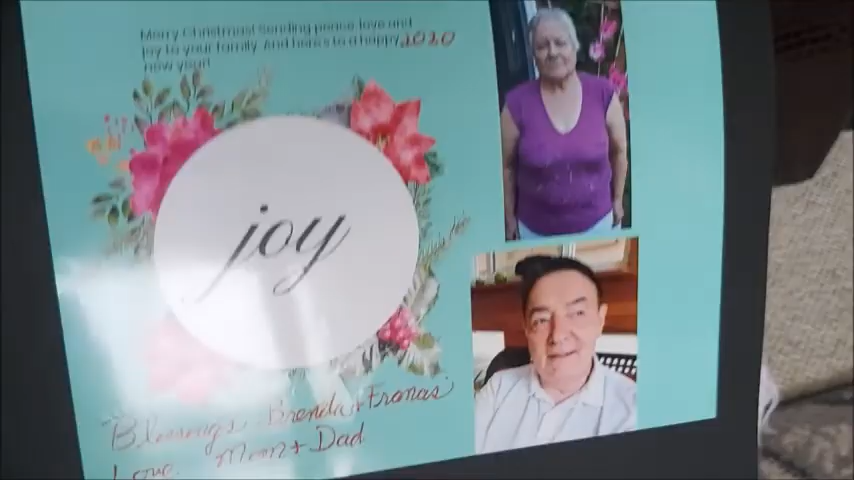 Merry Christmas! Sending peace love and
joy to your family. And here's to a happy 2020
new year!
joy
Blessings Brenda + Francis
Love. Mom + Dad